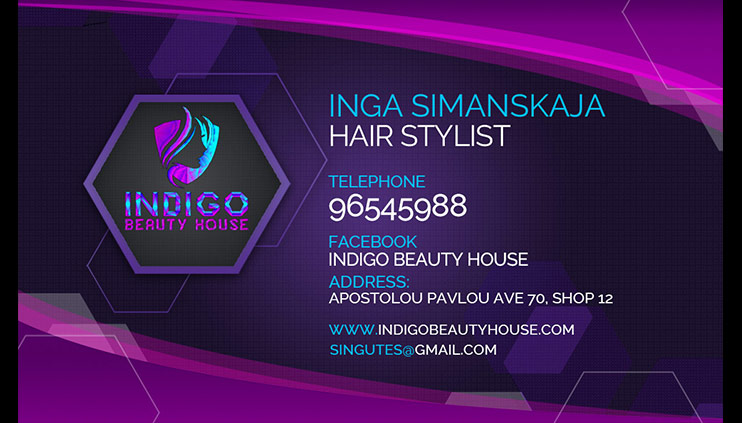 INDIGO
BEAUTY HOUSE
INGA SIMANSKAJA
HAIR STYLIST
TELEPHONE
96545988
FACEBOOK
INDIGO BEAUTY HOUSE
ADDRESS:
APOSTOLOU PAVLOU AVE 70, SHOP 12
WWW.INDIGOBEAUTYHOUSE.COM
SINGUTES@GMAIL.COM